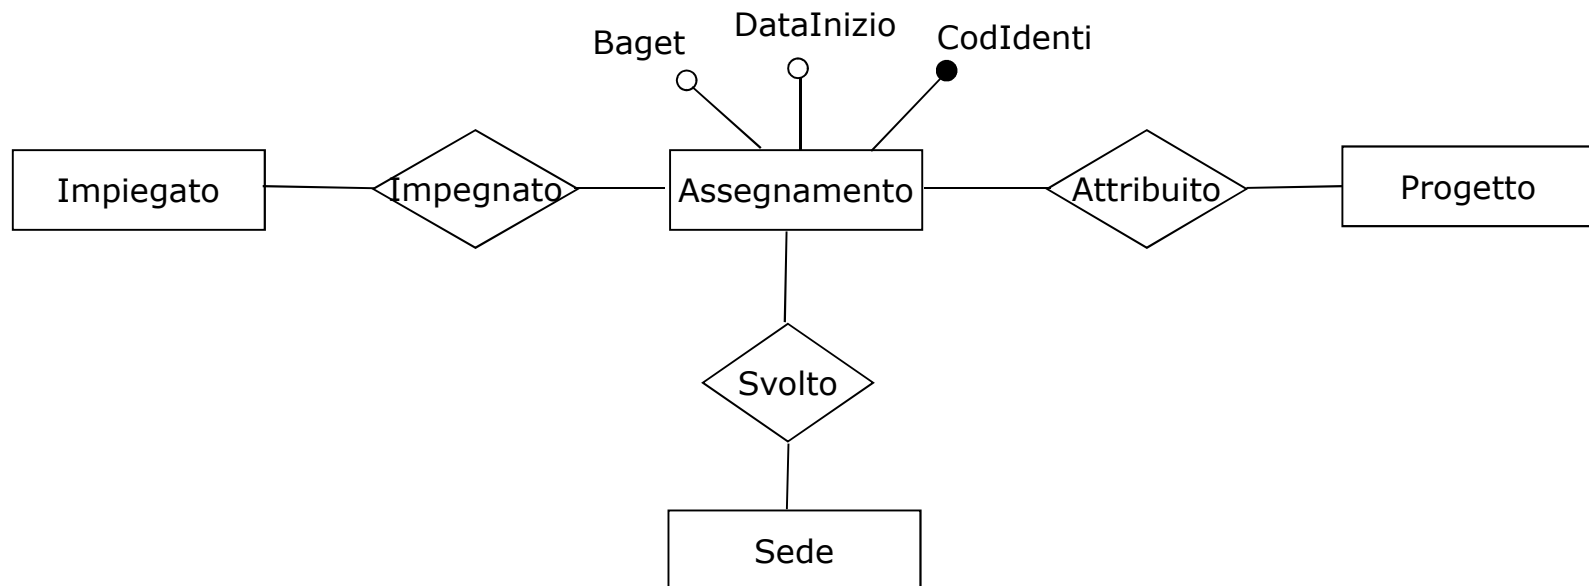 Baget
DataInizio
CodIdenti
Impiegato
Impegnato
Assegnamento
Attribuito
Progetto
Svolto
Sede